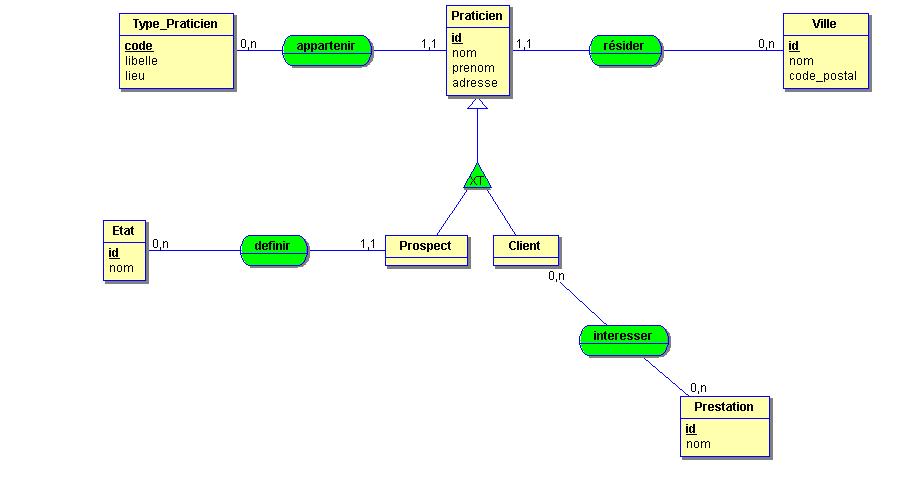 Type_Praticien
code
libelle
lieu
0,n
appartenir
1,1
Praticien
id
nom
prenom
adresse
1,1
résider
0,n
Ville
id
nom
code_postal
XT
Etat
id
nom
0,n
definir
1,1
Prospect
Client
0,n
interesser
0,n
Prestation
id
nom